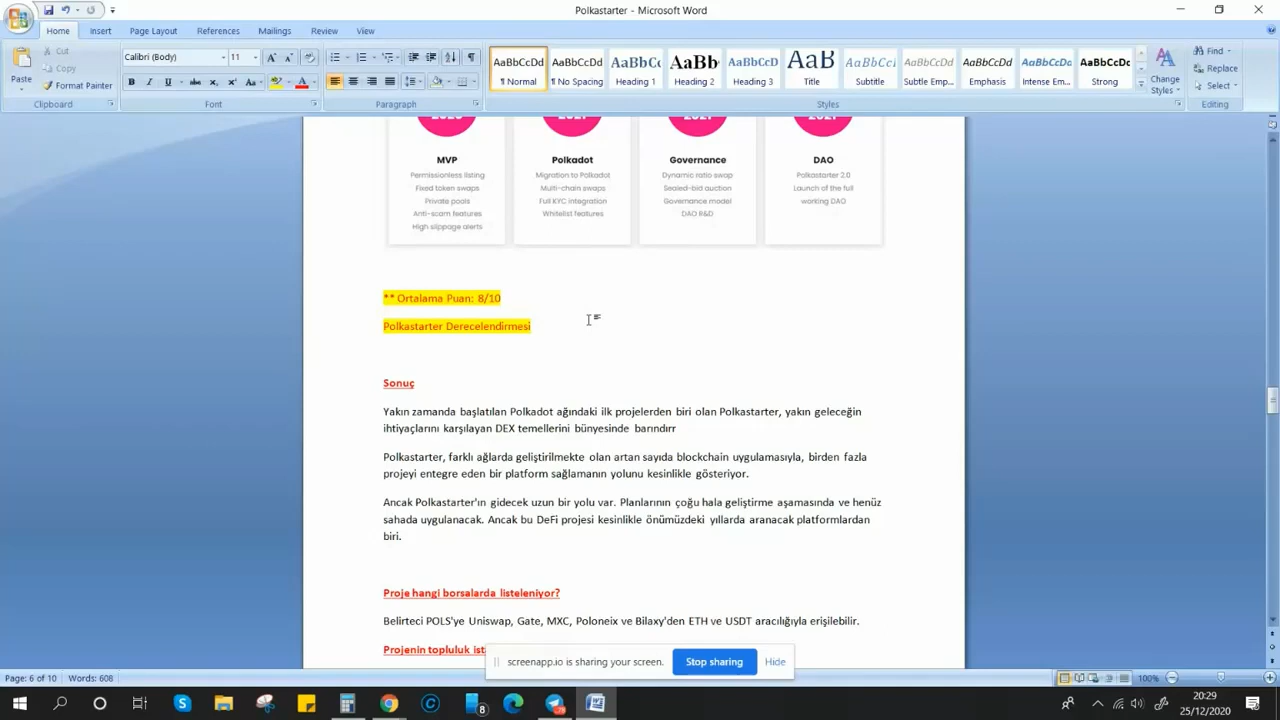 Polkastarter - Microsoft Word
Home Insert Page Layout References Mailings Review View
Paste
Cut
Copy
Format Painter
Clipboard
Calibri (Body) 11
Font
Paragraph
AaBbCcDd AaBbCcDd AaBbCc AaBb AaBbCcD AaB AaBbCcI AaBbCcDd AaBbCcDd AaBbCcDd AaBbCcDc
¶ Normal ¶ No Spacing Heading 1 Heading 2 Heading 3 Title Subtitle Subtle Emp... Emphasis Intense Em... Strong
Change Styles
Styles
Find
Replace
Select
Editing
MVP
Permissionless listing
Fixed token swaps
Private pools
Anti-scam features
High slippage alerts
Polkadot
Migration to Polkadot
Multi-chain swaps
Full KYC integration
Whitelist features
Governance
Dynamic ratio swap
Sealed-bid auction
Governance model
DAO R&D
DAO
Polkastarter 2.0
Launch of the full
working DAO
** Ortalama Puan: 8/10
Polkastarter Derecelendirmesi
Sonuç
Yakın zamanda başlatılan Polkadot ağındaki ilk projelerden biri olan Polkastarter, yakın geleceğin
ihtiyaçlarını karşılayan DEX temellerini bünyesinde barındırr
Polkastarter, farklı ağlarda geliştirilmekte olan artan sayıda blockchain uygulamasıyla, birden fazla
projeyi entegre eden bir platform sağlamanın yolunu kesinlikle gösteriyor.
Ancak Polkastarter'ın gidecek uzun bir yolu var. Planlarının çoğu hala geliştirme aşamasında ve henüz
sahada uygulanacak. Ancak bu DeFi projesi kesinlikle önümüzdeki yıllarda aranacak platformlardan
biri.
Proje hangi borsalarda listeleniyor?
Belirteci POLS'ye Uniswap, Gate, MXC, Poloneix ve Bilaxy'den ETH ve USDT aracılığıyla erişilebilir.
Projenin topluluk
screenapp.io is sharing your screen. Stop sharing Hide
Page: 6 of 10 Words: 608
100%
20:29
25/12/2020